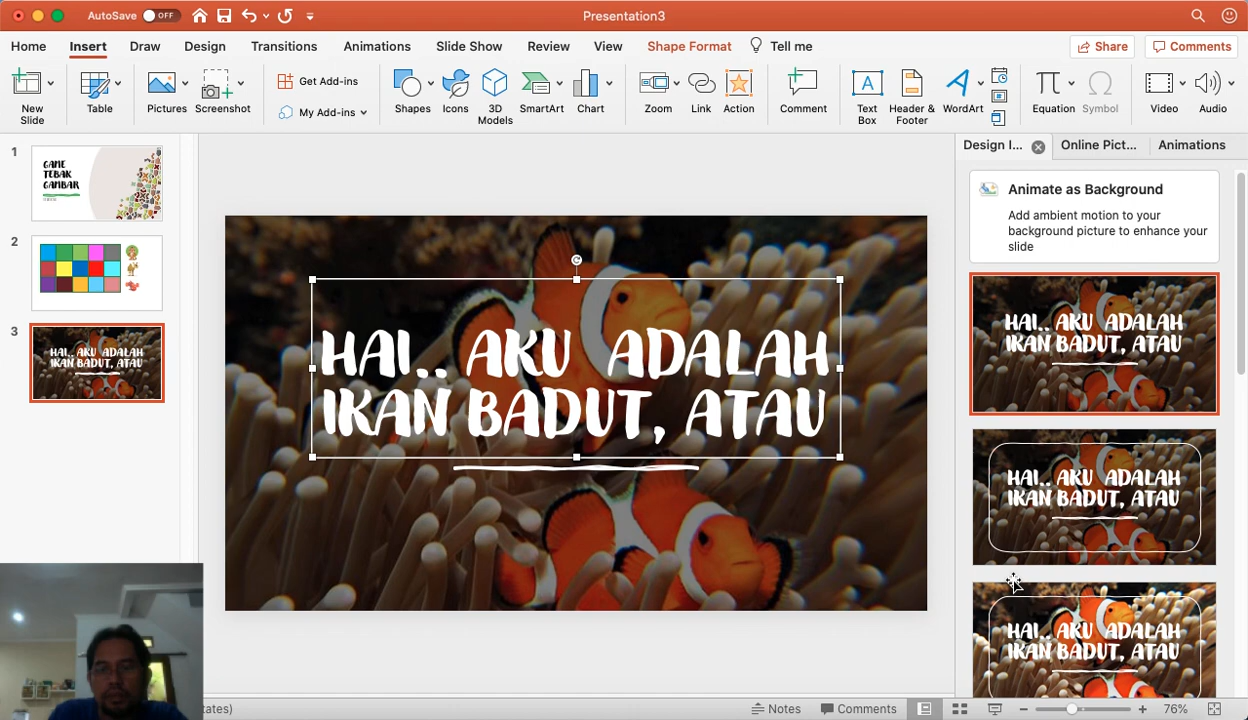 AutoSave OFF
Presentation3
Home Insert Draw Design Transitions Animations Slide Show Review View Shape Format Tell me
Share Comments
New Slide
Table
Pictures
Screenshot
Get Add-ins
My Add-ins
Shapes
Icons
3D Models
SmartArt
Chart
Zoom
Link
Action
Comment
Text Box
Header & Footer
WordArt
Equation
Symbol
Video
Audio
1
GAME
TEBAK
GAMBAR
2
3
HAI.. AKU ADALAH
IKAN BADUT, ATAU
HAI.. AKU ADALAH
IKAN BADUT, ATAU
Design I... Online Pict... Animations
Animate as Background
Add ambient motion to your
background picture to enhance your
slide
HAI.. AKU ADALAH
IKAN BADUT, ATAU
HAI.. AKU ADALAH
IKAN BADUT, ATAU
HAI.. AKU ADALAH
IKAN BADUT, ATAU
tates)
Notes Comments 76%